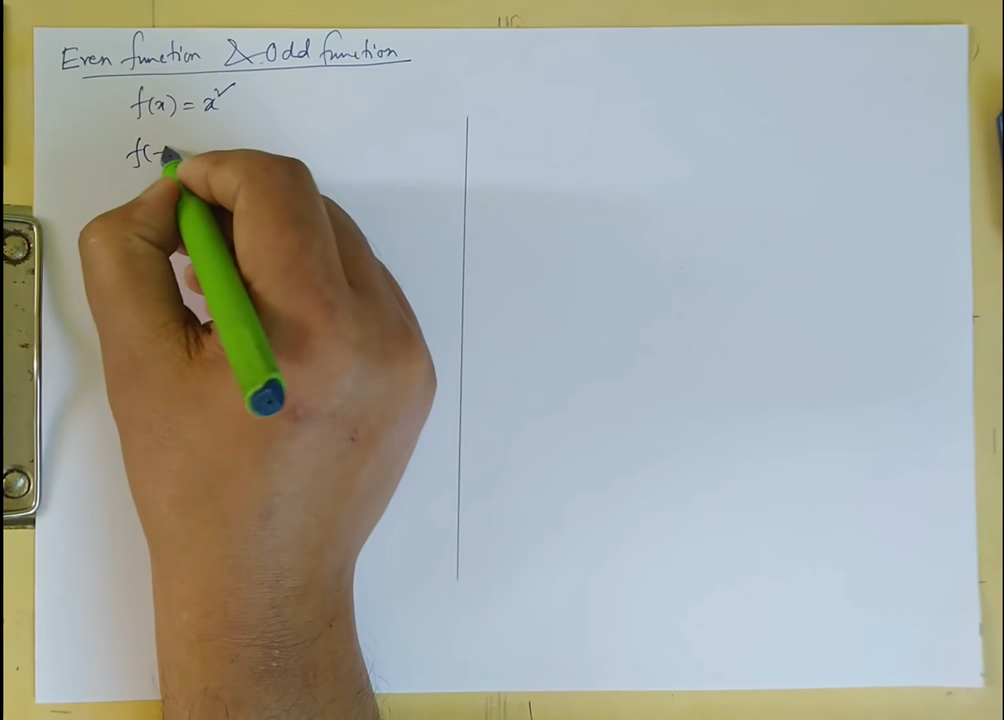 Even function & Odd function
f(x) = x²
f(-